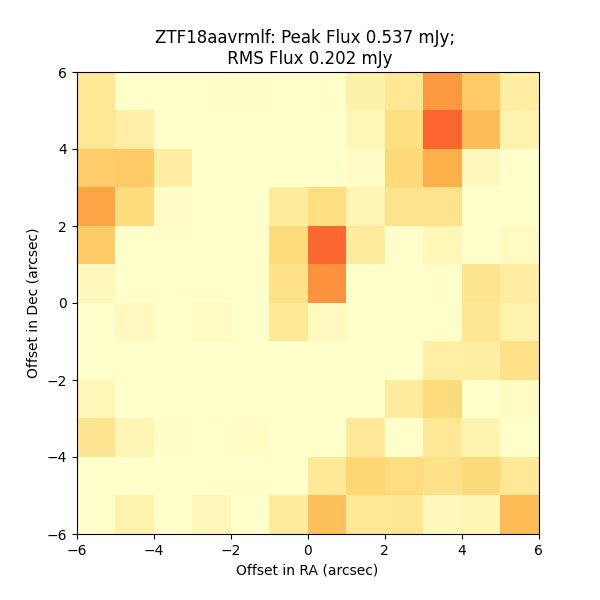 ZTF18aavrmlf: Peak Flux 0.537 mJy;
RMS Flux 0.202 mJy
6
4
2
0
−2
−4
−6
Offset in Dec (arcsec)
−6 −4 −2 0 2 4 6
Offset in RA (arcsec)